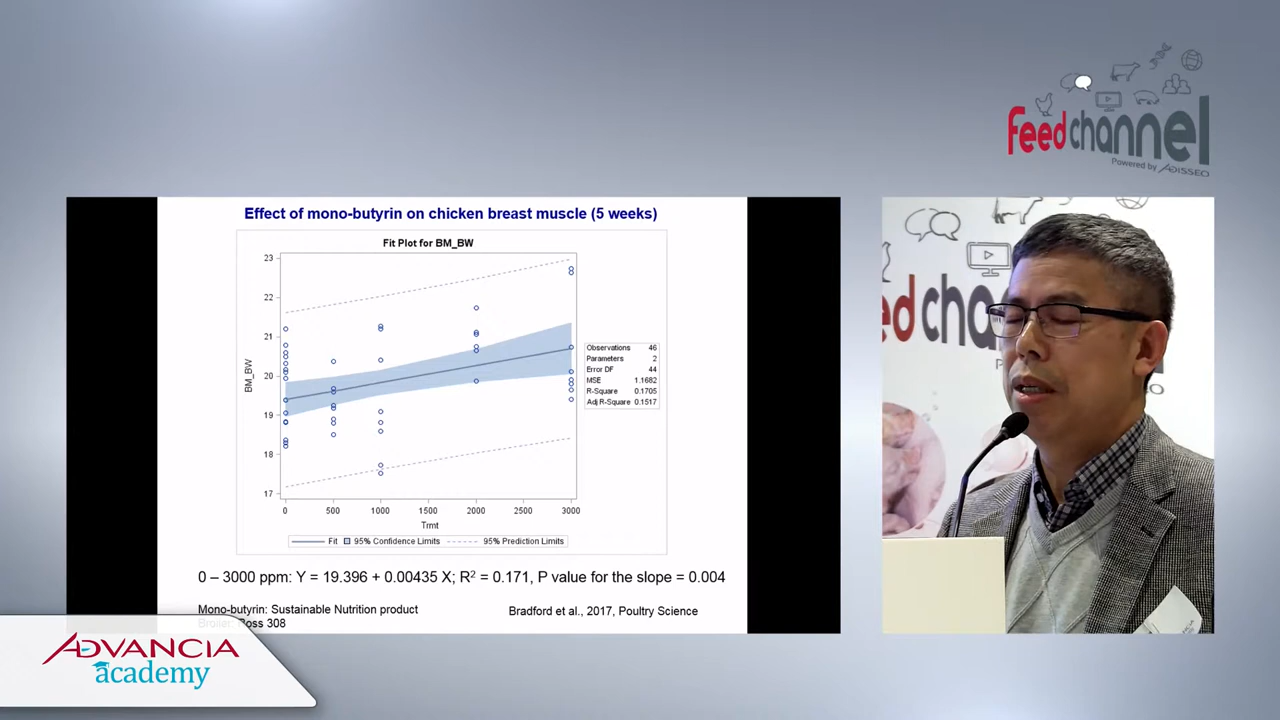 feedchannel
Powered by ADISSEO
Effect of mono-butyrin on chicken breast muscle (5 weeks)
Fit Plot for BM_BW
23
22
21
20
19
18
17
BM_BW
0 500 1000 1500 2000 2500 3000
Trmt
Observations 46
Parameters 2
Error DF 44
MSE 1.1682
R-Square 0.1705
Adj R-Square 0.1517
Fit 95% Confidence Limits 95% Prediction Limits
0 – 3000 ppm: Y = 19.396 + 0.00435 X; R² = 0.171, P value for the slope = 0.004
Mono-butyrin: Sustainable Nutrition product
Broiler: Ross 308
Bradford et al., 2017, Poultry Science
ed chan
ADVANCIA
academy